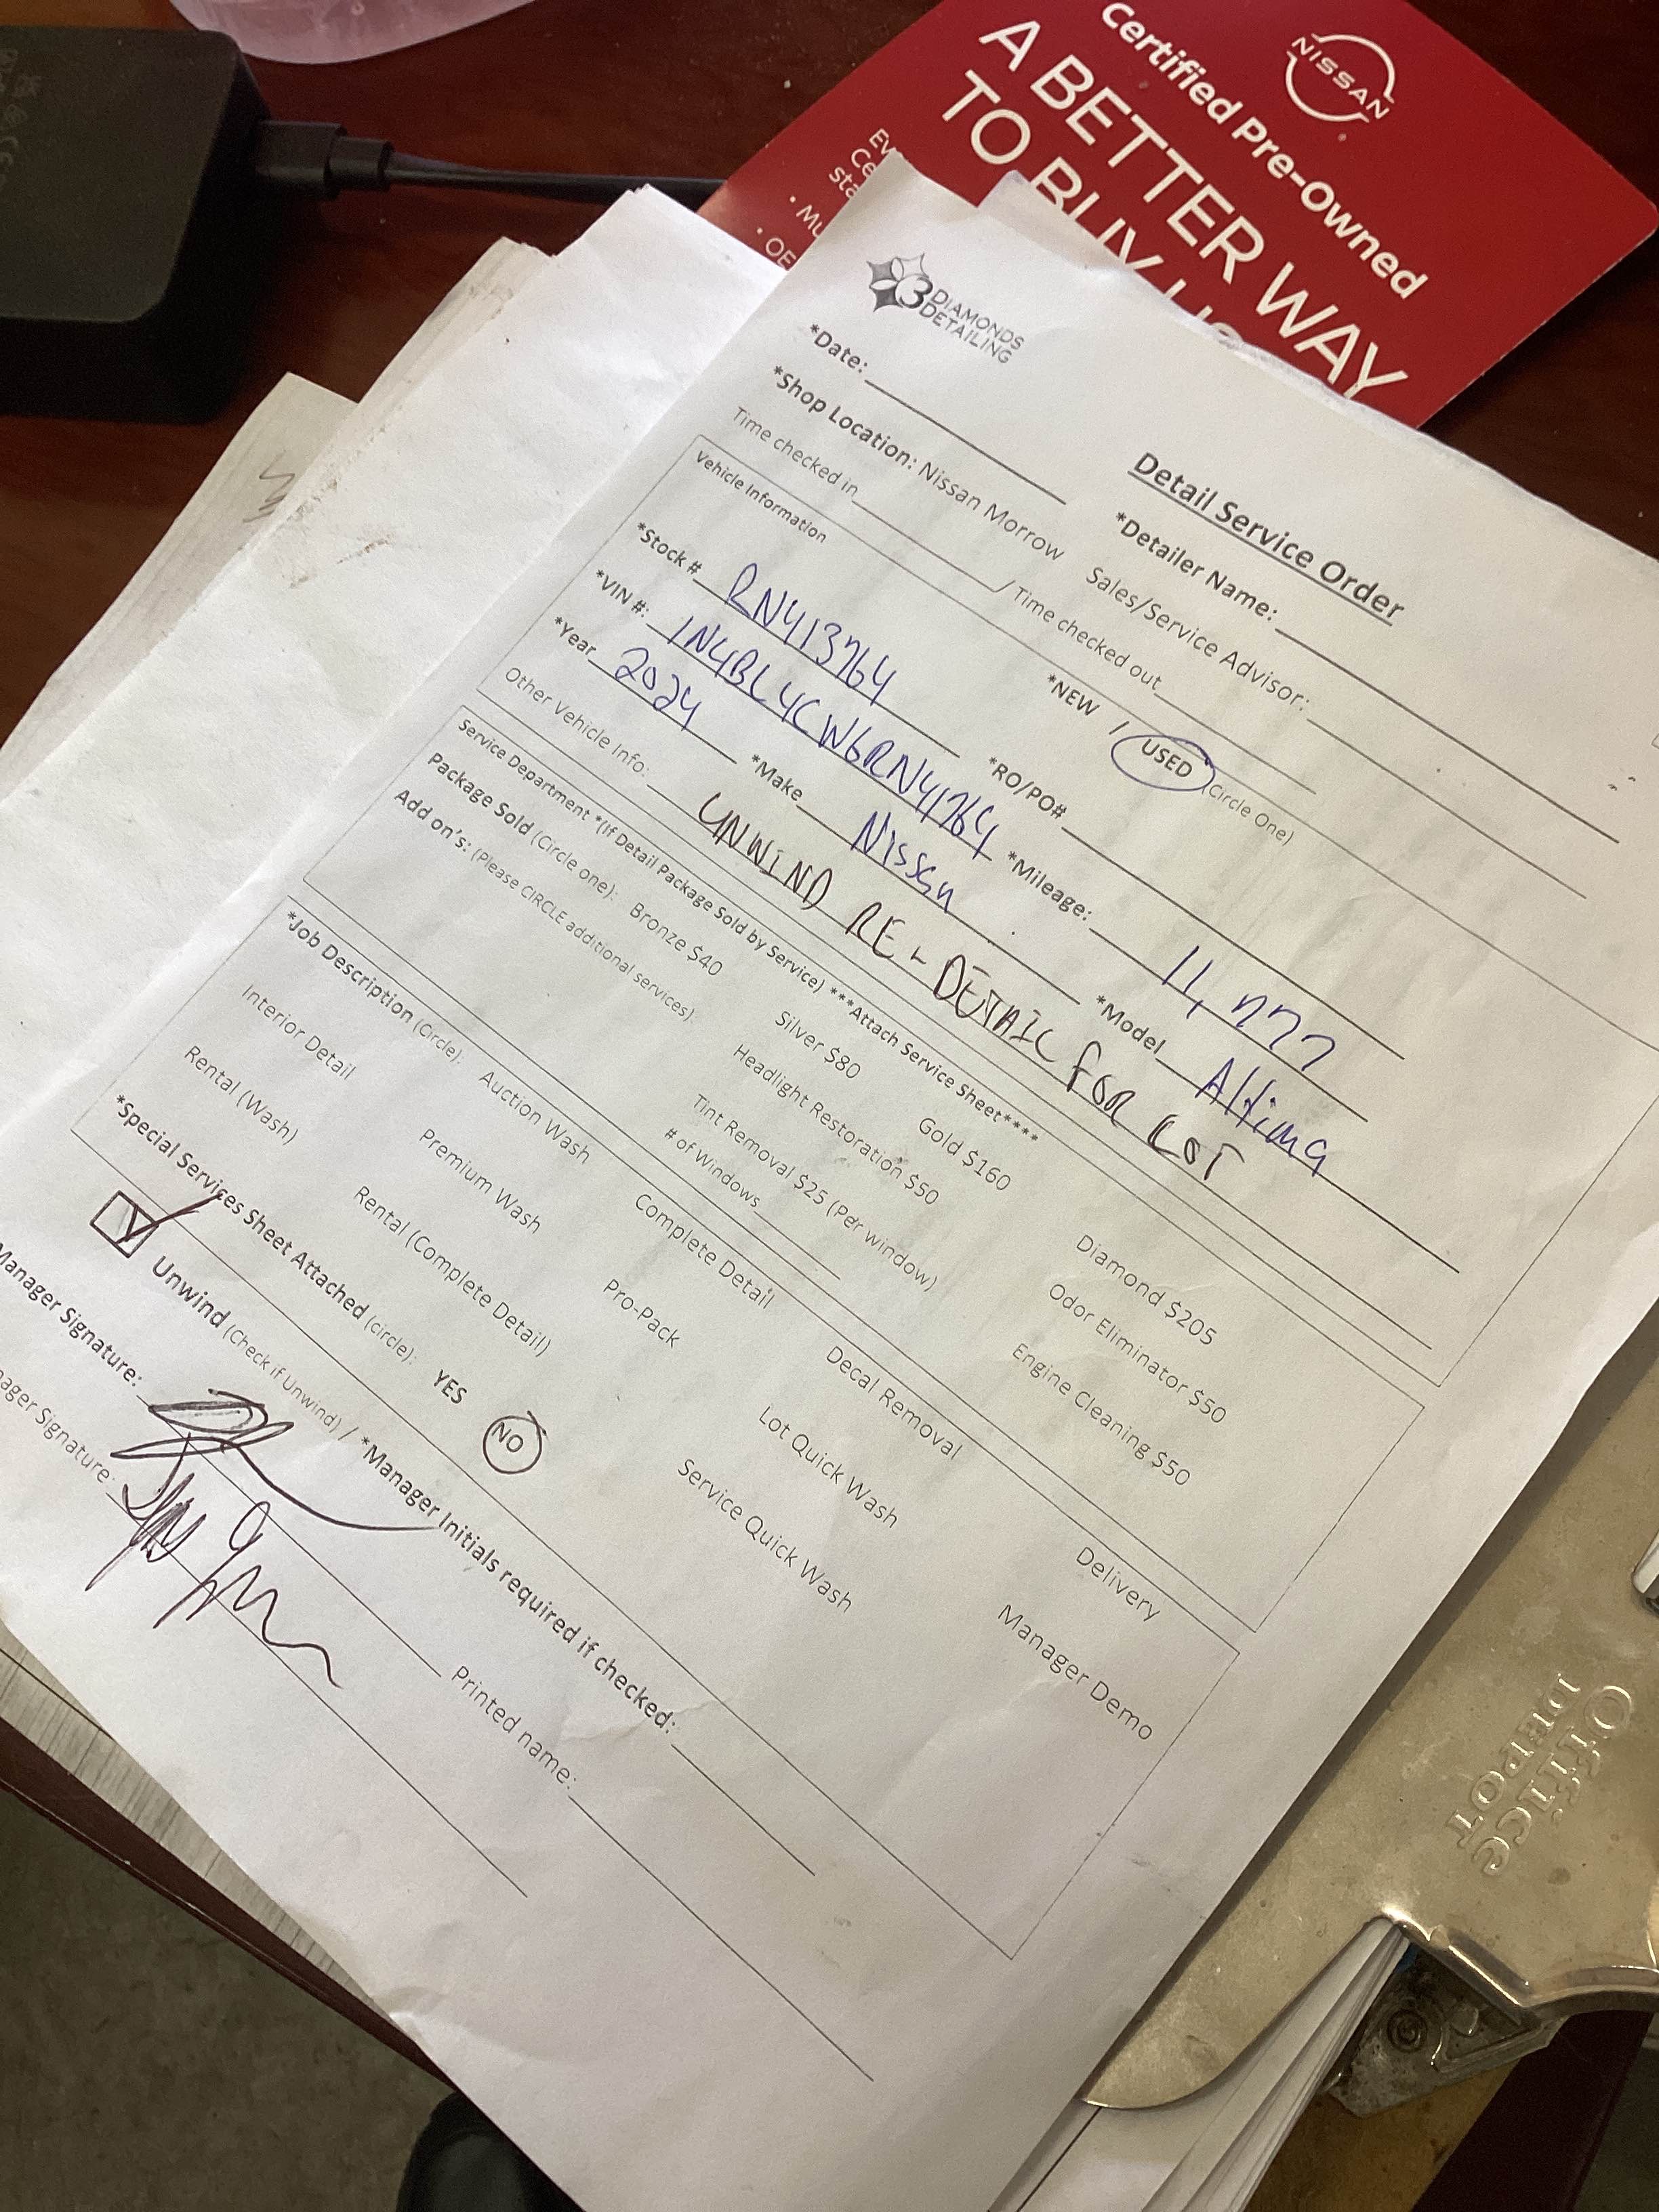 NISSAN
Certified Pre-Owned
A BETTER WAY
TO BUY
3 DIAMONDS
DETAILING
Detail Service Order
*Date: *Detailer Name:
*Shop Location: Nissan Morrow Sales/Service Advisor:
Time checked in / Time checked out
Vehicle Information *NEW / USED (Circle One)
*Stock # RN413764 *RO/PO#
*VIN #: 1N4BL4CW6RN41764 *Mileage: 11,777
*Year 2024 *Make Nissan *Model Altima
Other Vehicle Info: UNWIND RE-DETAIL FOR LOT
Service Department *(If Detail Package Sold by Service) ***Attach Service Sheet****
Package Sold (Circle one): Bronze $40 Silver $80 Gold $160 Diamond $205
Add on's: (Please CIRCLE additional services): Headlight Restoration $50 Odor Eliminator $50
Tint Removal $25 (Per window) Engine Cleaning $50
# of Windows
*Job Description (Circle): Auction Wash Complete Detail Decal Removal Delivery
Interior Detail Premium Wash Pro-Pack Lot Quick Wash Manager Demo
Rental (Wash) Rental (Complete Detail) Service Quick Wash
*Special Services Sheet Attached (circle): YES NO
Unwind (Check if Unwind) / *Manager Initials required if checked:
Manager Signature: Printed name:
Signature:
Office
DEPOT